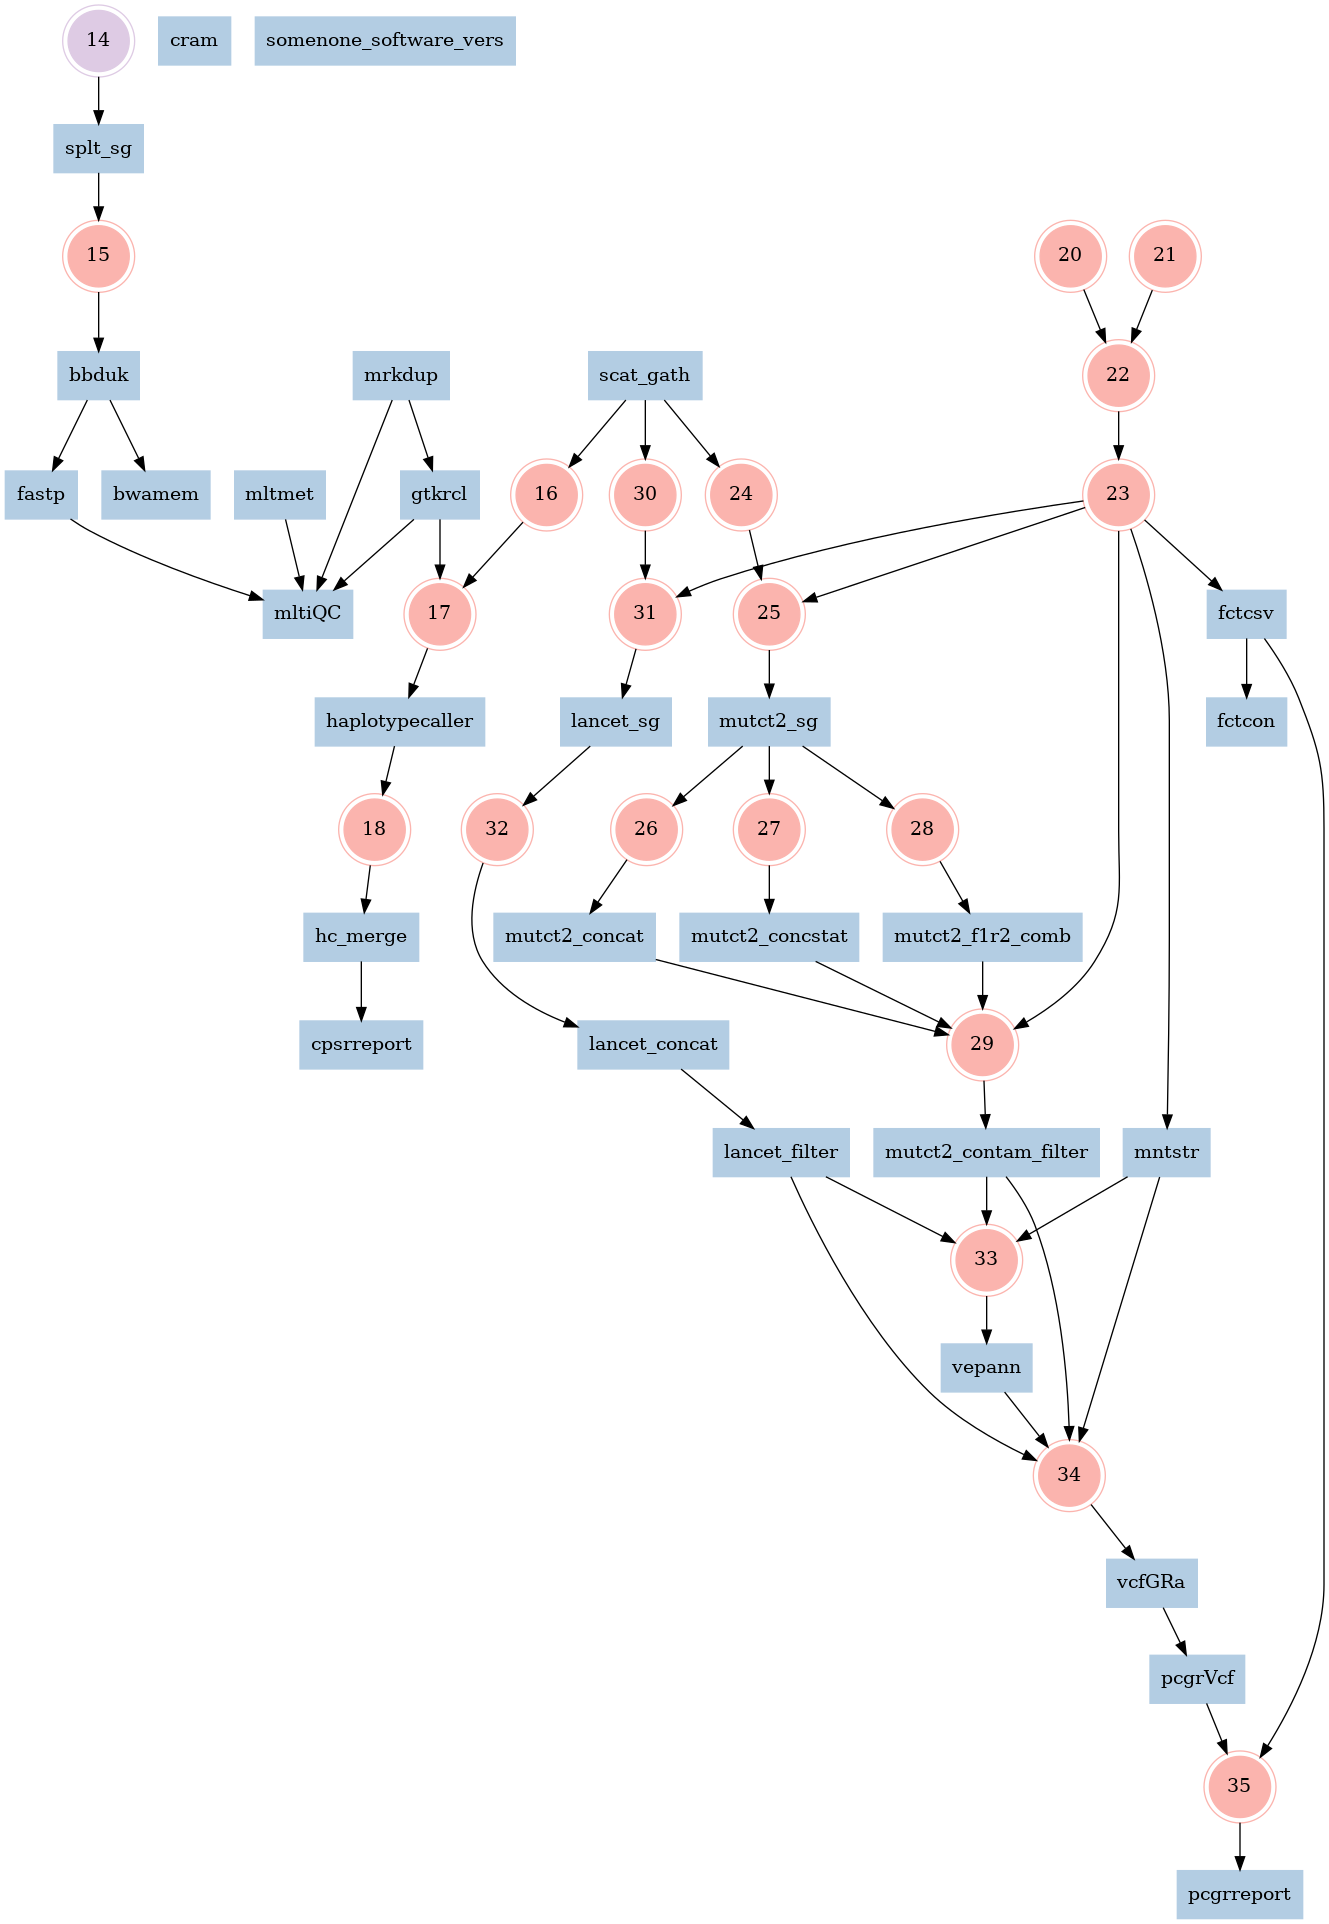 14
cram
somenone_software_vers
splt_sg
15
20
21
bbduk
mrkdup
scat_gath
22
fastp
bwamem
mltmet
gtkrcl
16
30
24
23
mltiQC
17
31
25
fctcsv
haplotypecaller
lancet_sg
mutct2_sg
fctcon
18
32
26
27
28
hc_merge
mutct2_concat
mutct2_concstat
mutct2_f1r2_comb
cpsrreport
lancet_concat
29
lancet_filter
mutct2_contam_filter
mntstr
33
vepann
34
vcfGRa
pcgrVcf
35
pcgrreport